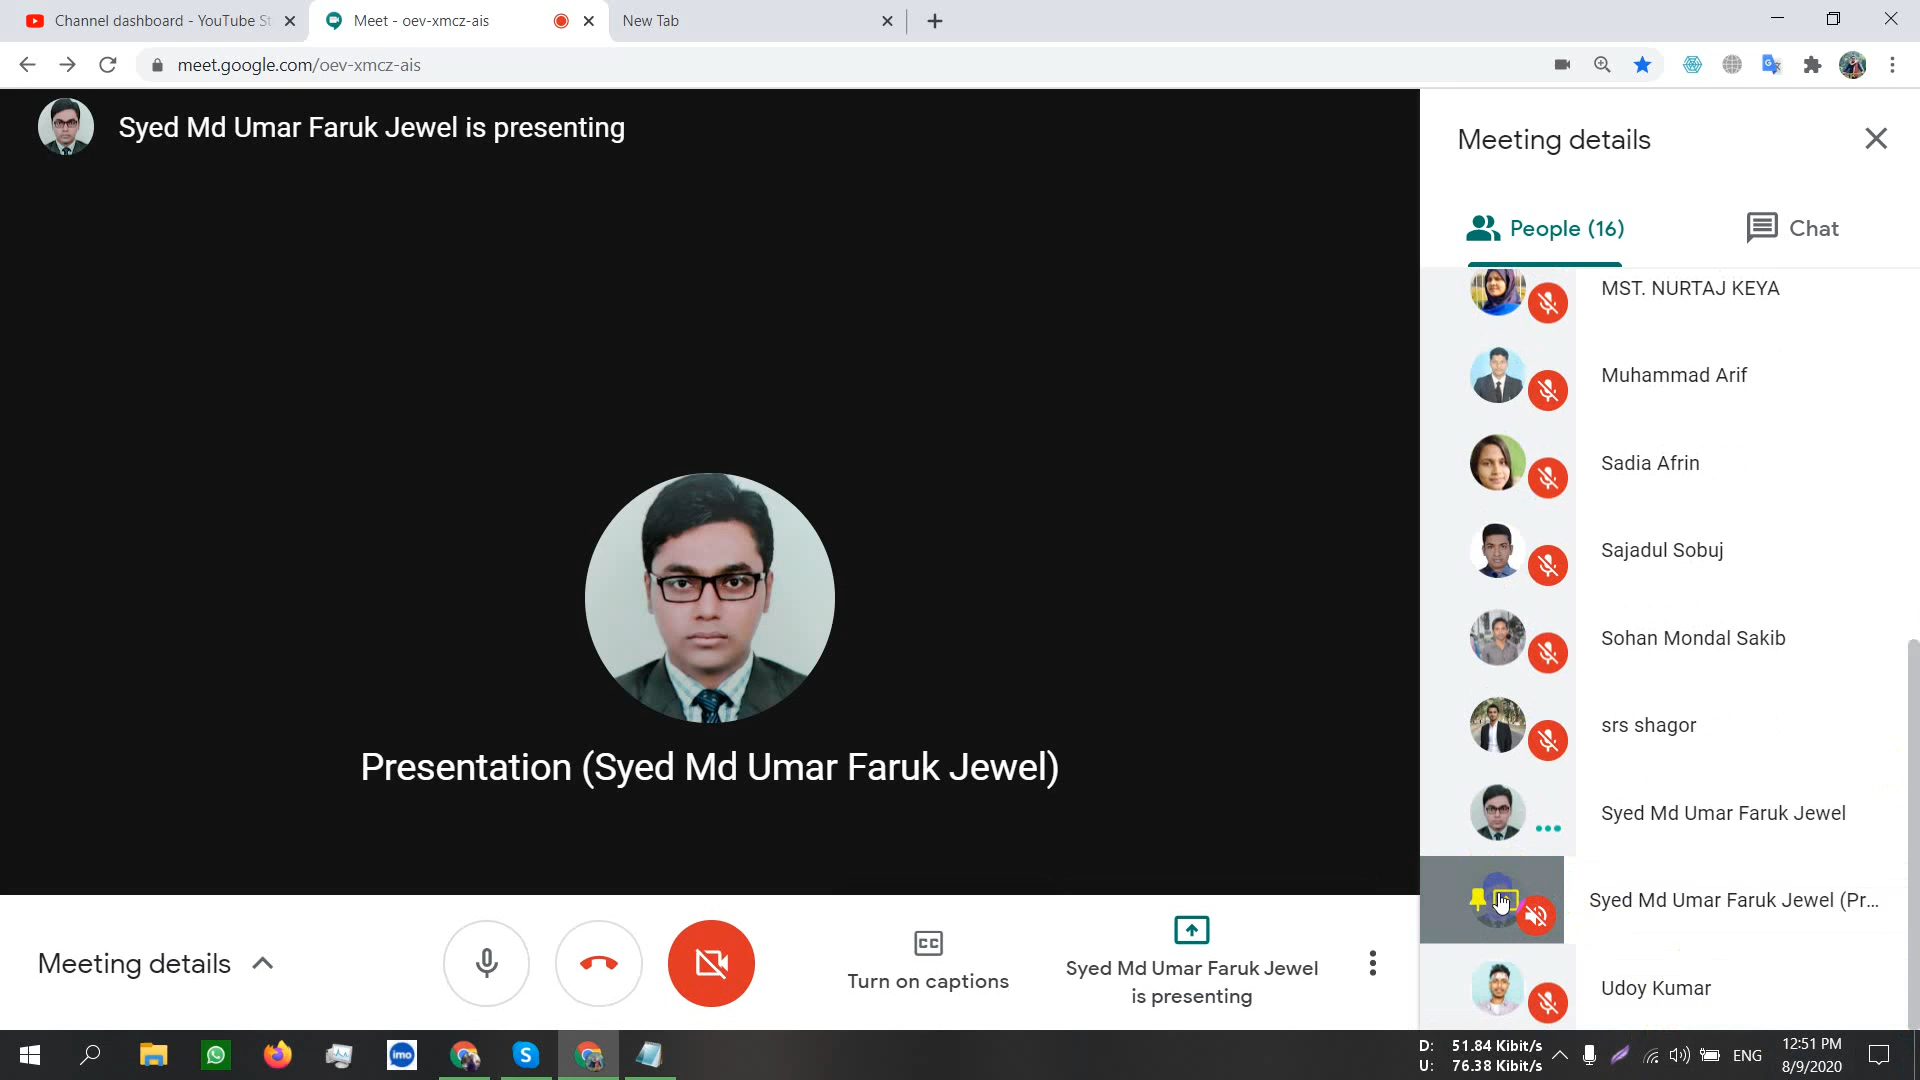 Channel dashboard - YouTube St
Meet - oev-xmcz-ais
New Tab
meet.google.com/oev-xmcz-ais
Syed Md Umar Faruk Jewel is presenting
Presentation (Syed Md Umar Faruk Jewel)
Meeting details
People (16)
Chat
MST. NURTAJ KEYA
Muhammad Arif
Sadia Afrin
Sajadul Sobuj
Sohan Mondal Sakib
srs shagor
Syed Md Umar Faruk Jewel
Syed Md Umar Faruk Jewel (Pr...
Udoy Kumar
Meeting details
CC
Turn on captions
Syed Md Umar Faruk Jewel
is presenting
imo
D: 51.84 Kibit/s
U: 76.38 Kibit/s
ENG
12:51 PM
8/9/2020